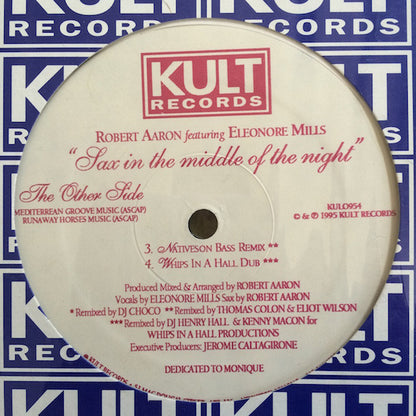 KULT
RECORDS
KULT
RECORDS
ROBERT AARON featuring ELEONORE MILLS
"Sax in the middle of the night"
The Other Side
MEDITERREAN GROOVE MUSIC (ASCAP)
RUNAWAY HORSES MUSIC (ASCAP)
KULO954
© & ℗ 1995 KULT RECORDS
3. NATIVESON BASS REMIX **
4. WHIPS IN A HALL DUB ***
Produced Mixed & Arranged by ROBERT AARON
Vocals by ELEONORE MILLS Sax by ROBERT AARON
* Remixed by DJ CHOCO ** Remixed by THOMAS COLON & ELIOT WILSON
*** Remixed by DJ HENRY HALL & KENNY MACON for
WHIPS IN A HALL PRODUCTIONS
Executive Producers: JEROME CALTAGIRONE
DEDICATED TO MONIQUE
KULT RECORDS